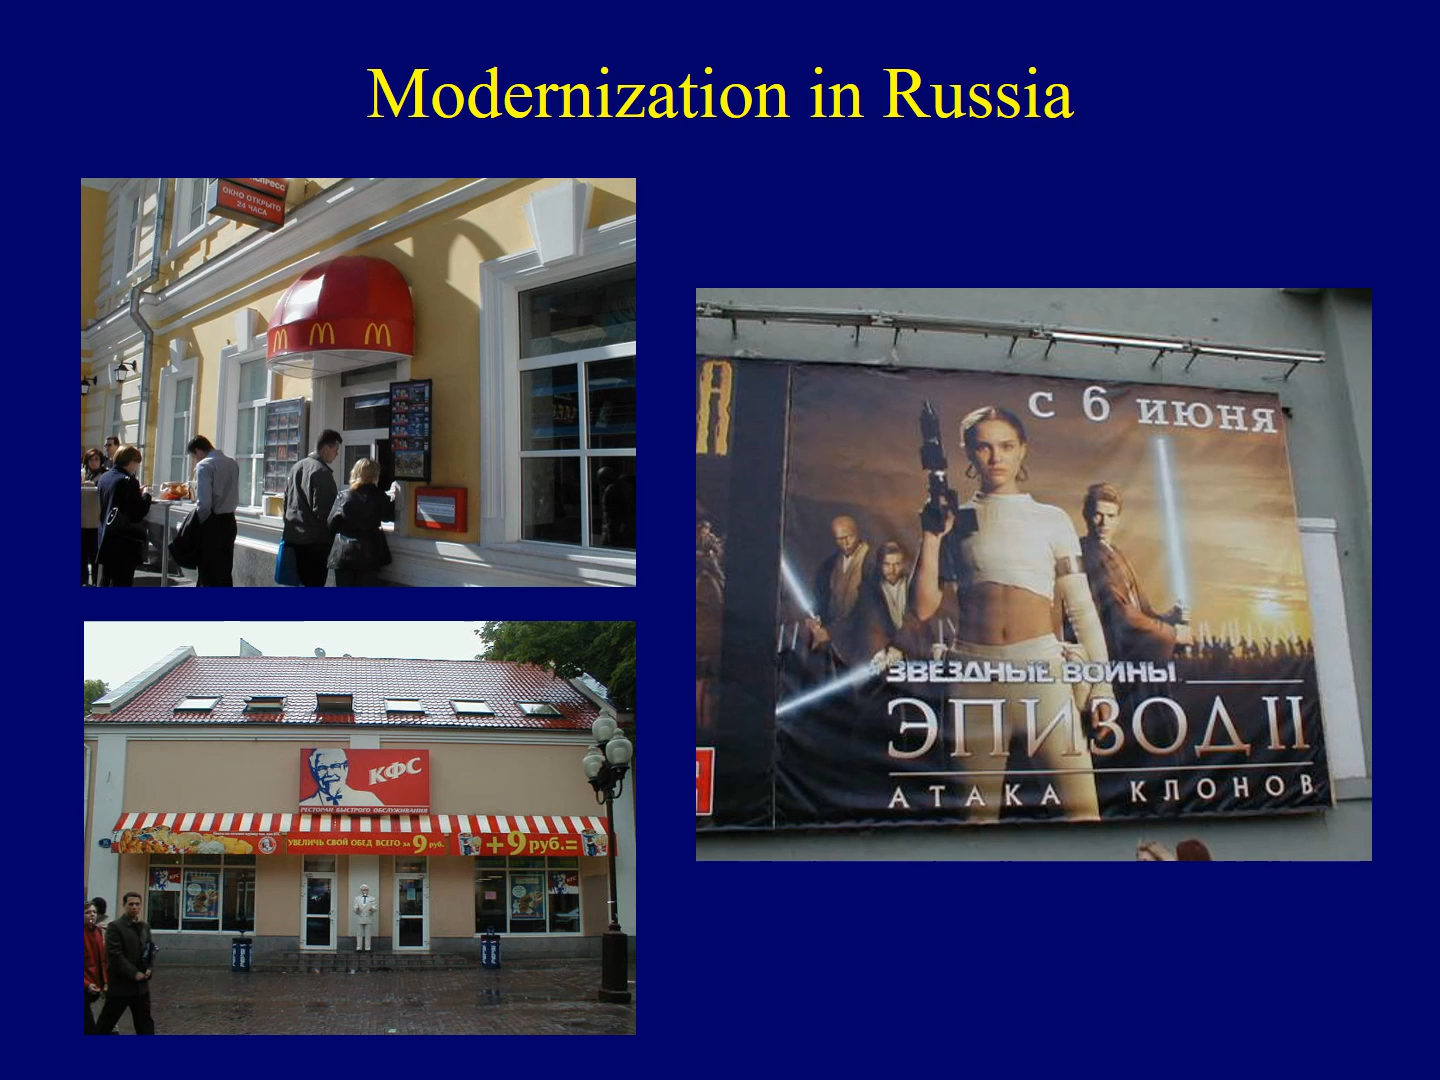 Modernization in Russia
ОКНО ОТКРЫТО
24 ЧАСА
КФС
РЕСТОРАН БЫСТРОГО ОБСЛУЖИВАНИЯ
УВЕЛИЧЬ СВОЙ ОБЕД ВСЕГО за 9 руб.
+9 руб.=
с 6 июня
ЗВЕЗДНЫЕ ВОЙНЫ
ЭПИЗОД II
АТАКА КЛОНОВ